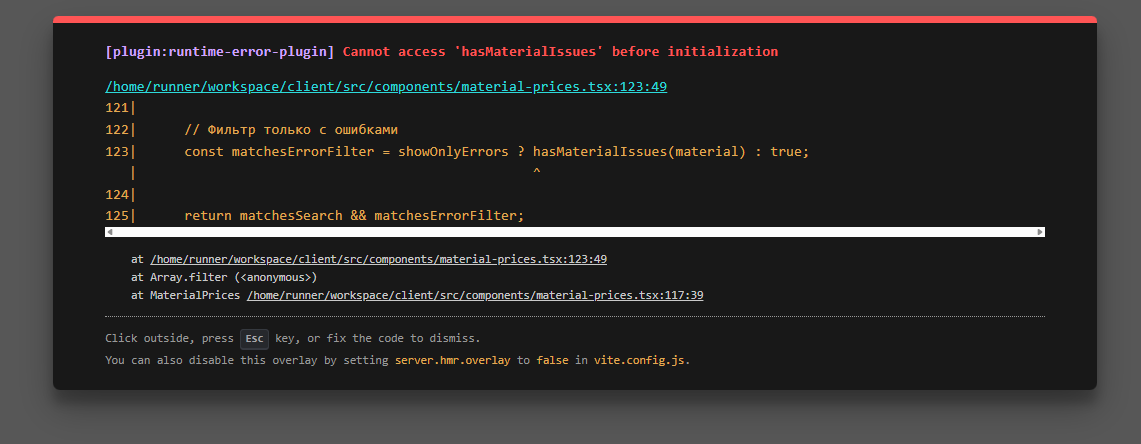 [plugin:runtime-error-plugin] Cannot access 'hasMaterialIssues' before initialization
/home/runner/workspace/client/src/components/material-prices.tsx:123:49
121|
122|      // Фильтр только с ошибками
123|      const matchesErrorFilter = showOnlyErrors ? hasMaterialIssues(material) : true;
   |                                                  ^
124|
125|      return matchesSearch && matchesErrorFilter;
at /home/runner/workspace/client/src/components/material-prices.tsx:123:49
at Array.filter (<anonymous>)
at MaterialPrices /home/runner/workspace/client/src/components/material-prices.tsx:117:39
Click outside, press Esc key, or fix the code to dismiss.
You can also disable this overlay by setting server.hmr.overlay to false in vite.config.js.